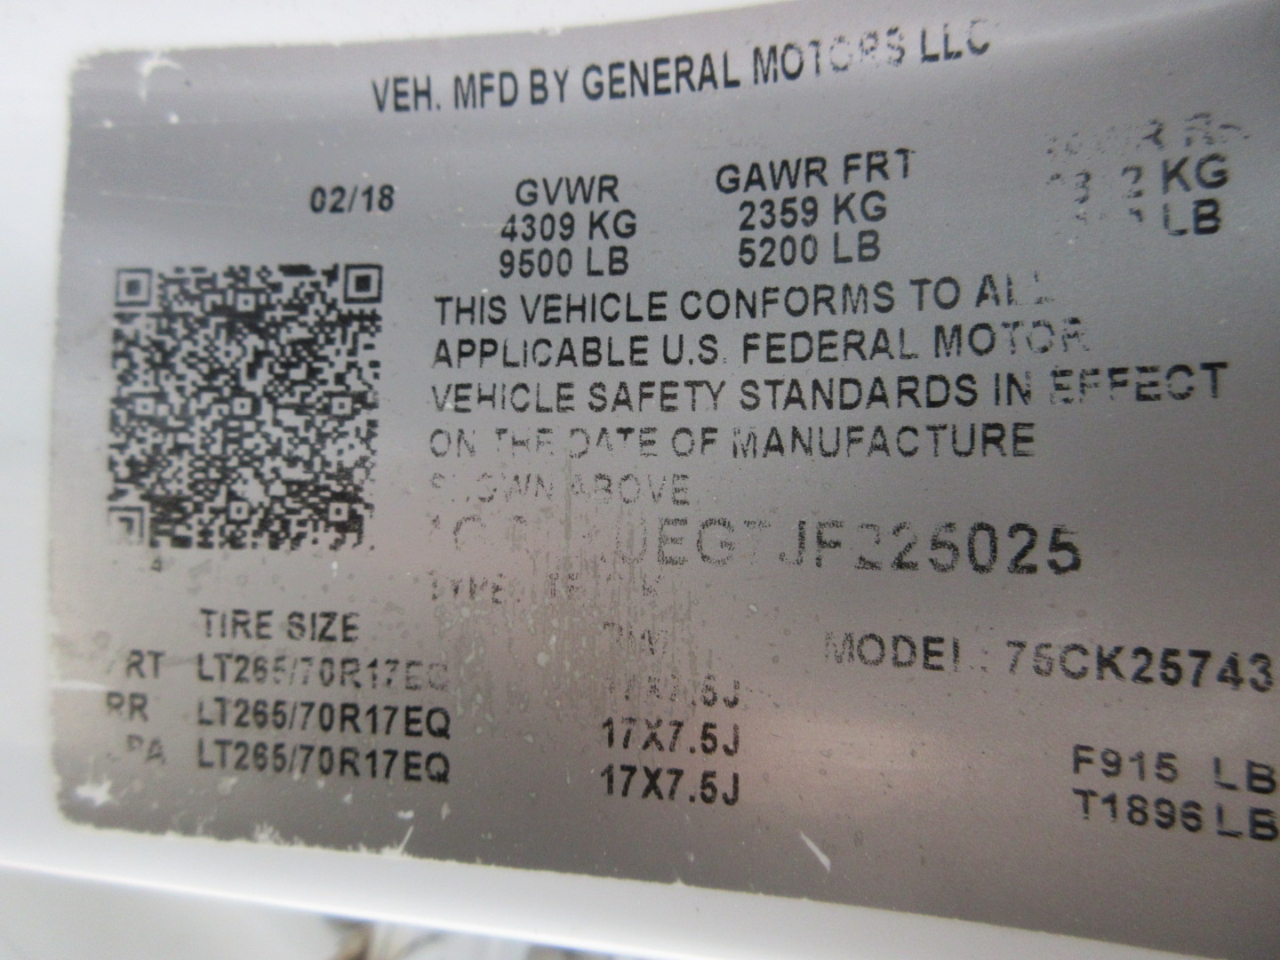 VEH. MFD BY GENERAL MOTORS LLC
02/18
GVWR
4309 KG
9500 LB
GAWR FRT
2359 KG
5200 LB
KG
LB
THIS VEHICLE CONFORMS TO ALL
APPLICABLE U.S. FEDERAL MOTOR
VEHICLE SAFETY STANDARDS IN EFFECT
ON THE DATE OF MANUFACTURE
SHOWN ABOVE
TYPE:
TIRE SIZE
RT LT265/70R17EQ
RR LT265/70R17EQ 17X7.5J
LT265/70R17EQ 17X7.5J
MODEL: 75CK25743
F915 LB
T1896 LB